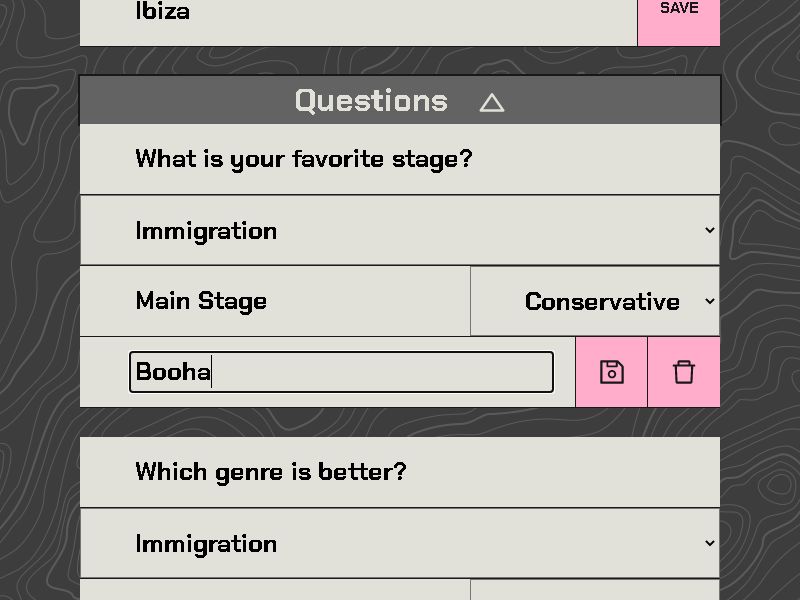 Ibiza
SAVE
Questions
What is your favorite stage?
Immigration
Main Stage
Conservative
Booha
Which genre is better?
Immigration